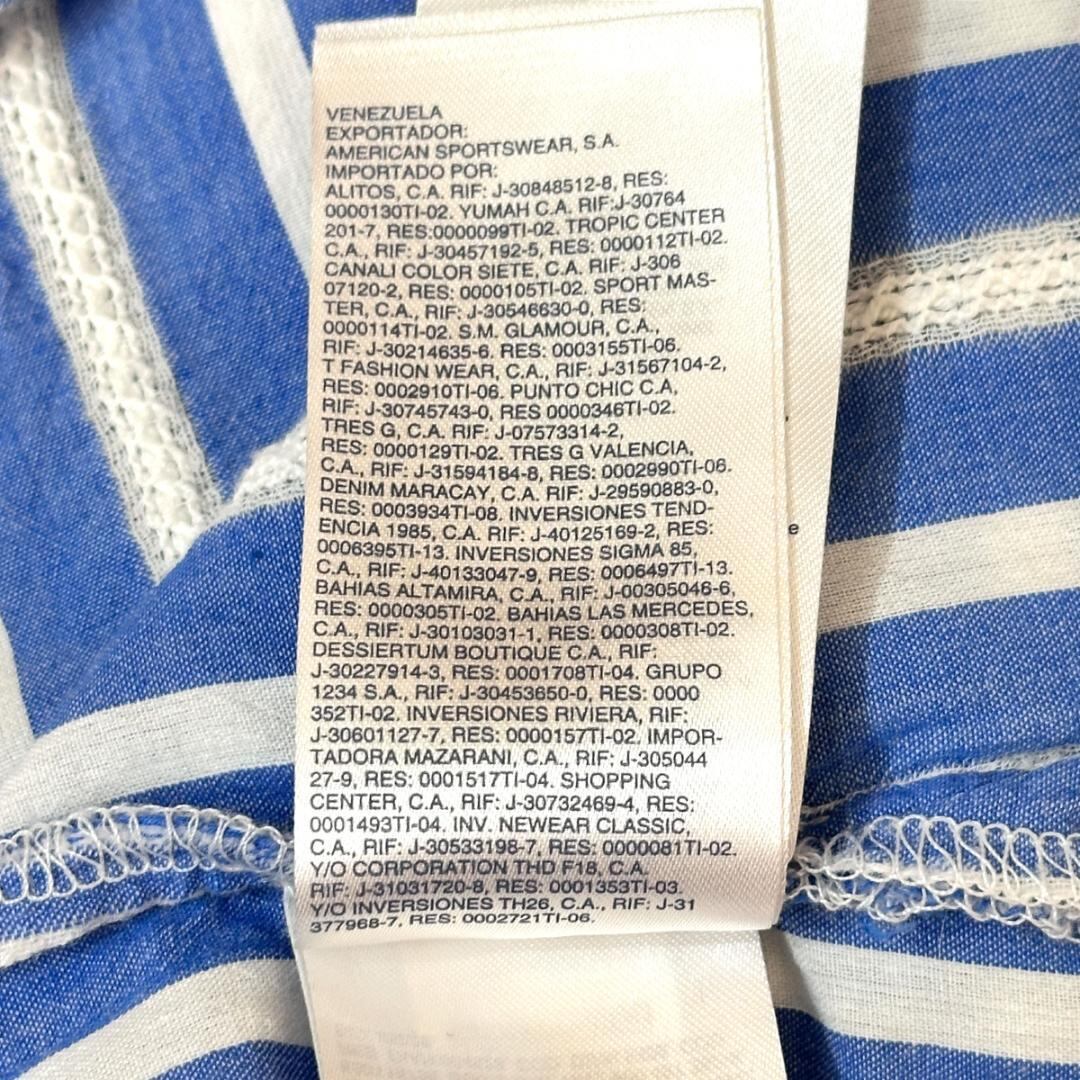 VENEZUELA
EXPORTADOR:
AMERICAN SPORTSWEAR, S.A.
IMPORTADO POR:
ALITOS, C.A. RIF: J-30848512-8, RES:
0000130TI-02. YUMAH C.A. RIF:J-30764
201-7, RES:0000099TI-02. TROPIC CENTER
C.A., RIF: J-30457192-5, RES: 0000112TI-02.
CANALI COLOR SIETE, C.A. RIF: J-306
07120-2, RES: 0000105TI-02. SPORT MAS-
TER, C.A., RIF: J-30546630-0, RES:
0000114TI-02. S.M. GLAMOUR, C.A.,
RIF: J-30214635-6. RES: 0003155TI-06.
T FASHION WEAR, C.A., RIF: J-31567104-2,
RES: 0002910TI-06. PUNTO CHIC C.A,
RIF: J-30745743-0, RES 0000346TI-02.
TRES G, C.A. RIF: J-07573314-2,
RES: 0000129TI-02. TRES G VALENCIA,
C.A., RIF: J-31594184-8, RES: 0002990TI-06.
DENIM MARACAY, C.A. RIF: J-29590883-0,
RES: 0003934TI-08. INVERSIONES TEND-
ENCIA 1985, C.A. RIF: J-40125169-2, RES:
0006395TI-13. INVERSIONES SIGMA 85,
C.A., RIF: J-40133047-9, RES: 0006497TI-13.
BAHIAS ALTAMIRA, C.A., RIF: J-00305046-6,
RES: 0000305TI-02. BAHIAS LAS MERCEDES,
C.A., RIF: J-30103031-1, RES: 0000308TI-02.
DESSIERTUM BOUTIQUE C.A., RIF:
J-30227914-3, RES: 0001708TI-04. GRUPO
1234 S.A., RIF: J-30453650-0, RES: 0000
352TI-02. INVERSIONES RIVIERA, RIF:
J-30601127-7, RES: 0000157TI-02. IMPOR-
TADORA MAZARANI, C.A., RIF: J-305044
27-9, RES: 0001517TI-04. SHOPPING
CENTER, C.A., RIF: J-30732469-4, RES:
0001493TI-04. INV. NEWEAR CLASSIC,
C.A., RIF: J-30533198-7, RES: 0000081TI-02.
Y/O CORPORATION THD F18, C.A.
RIF: J-31031720-8, RES: 0001353TI-03.
Y/O INVERSIONES TH26, C.A., RIF: J-31
377968-7, RES: 0002721TI-06.
e